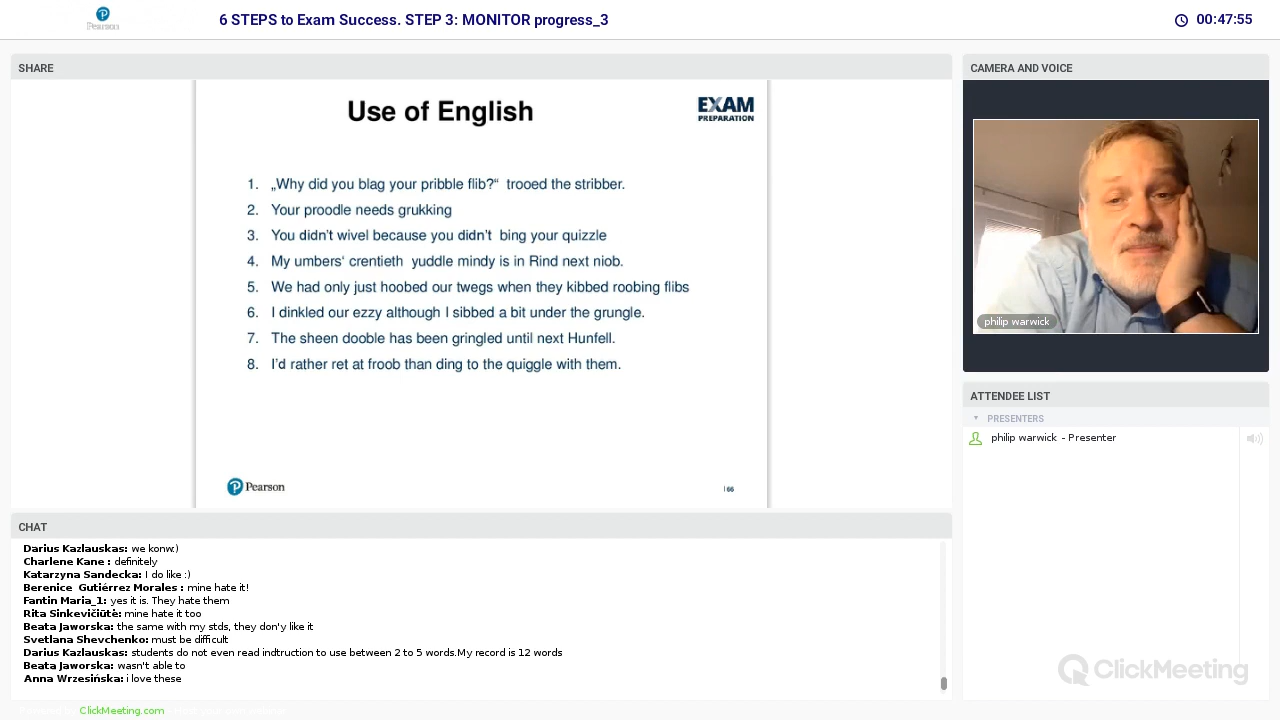 Pearson
6 STEPS to Exam Success. STEP 3: MONITOR progress_3
00:47:55
SHARE
Use of English
EXAM
PREPARATION
1. „Why did you blag your pribble flib?“ trooed the stribber.
2. Your proodle needs grukking
3. You didn’t wivel because you didn’t bing your quizzle
4. My umbers‘ crentieth yuddle mindy is in Rind next niob.
5. We had only just hoobed our twegs when they kibbed roobing flibs
6. I dinkled our ezzy although I sibbed a bit under the grungle.
7. The sheen dooble has been gringled until next Hunfell.
8. I’d rather ret at froob than ding to the quiggle with them.
Pearson
| 66
CAMERA AND VOICE
philip warwick
ATTENDEE LIST
PRESENTERS
philip warwick - Presenter
CHAT
Darius Kazlauskas: we konw:)
Charlene Kane : definitely
Katarzyna Sandecka: I do like :)
Berenice Gutiérrez Morales : mine hate it!
Fantin Maria_1: yes it is. They hate them
Rita Sinkevičiūtė: mine hate it too
Beata Jaworska: the same with my stds, they don'y like it
Svetlana Shevchenko: must be difficult
Darius Kazlauskas: students do not even read indtruction to use between 2 to 5 words.My record is 12 words
Beata Jaworska: wasn't able to
Anna Wrzesińska: i love these
ClickMeeting
ClickMeeting.com